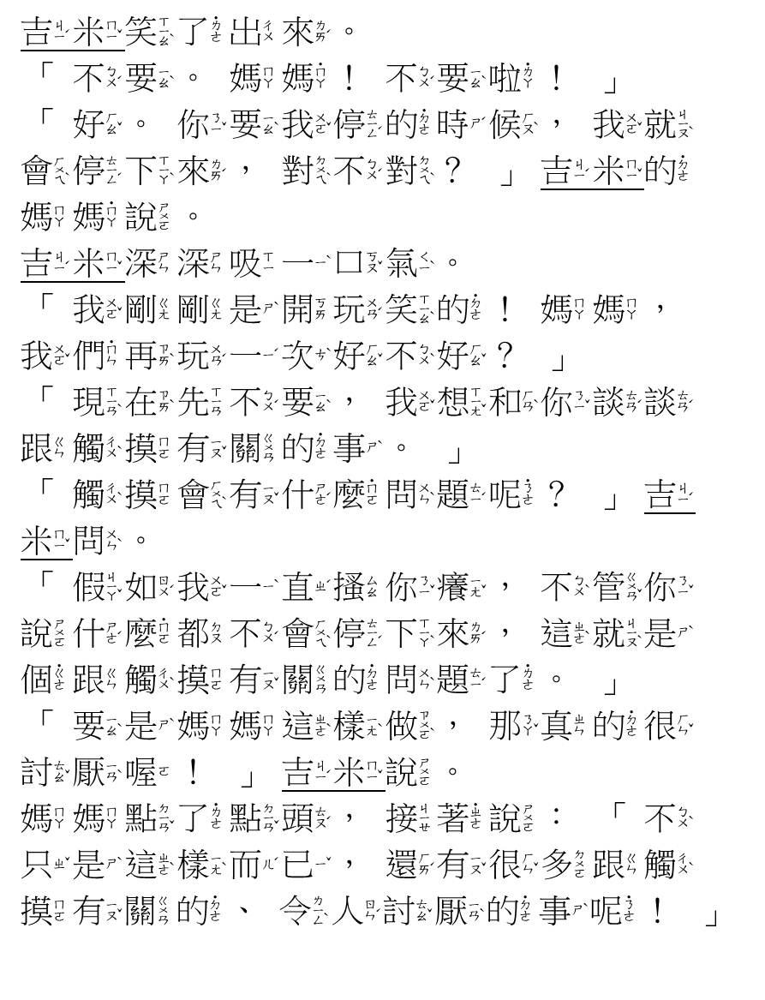 吉米笑了出來。
「不要。媽媽！不要啦！」
「好。你要我停的時候，我就
會停下來，對不對？」吉米的
媽媽說。
吉米深深吸一口氣。
「我剛剛是開玩笑的！媽媽，
我們再玩一次好不好？」
「現在先不要，我想和你談談
跟觸摸有關的事。」
「觸摸會有什麼問題呢？」吉
米問。
「假如我一直搔你癢，不管你
說什麼都不會停下來，這就是
個跟觸摸有關的問題了。」
「要是媽媽這樣做，那真的很
討厭喔！」吉米說。
媽媽點了點頭，接著說：「不
只是這樣而已，還有很多跟觸
摸有關的、令人討厭的事呢！」